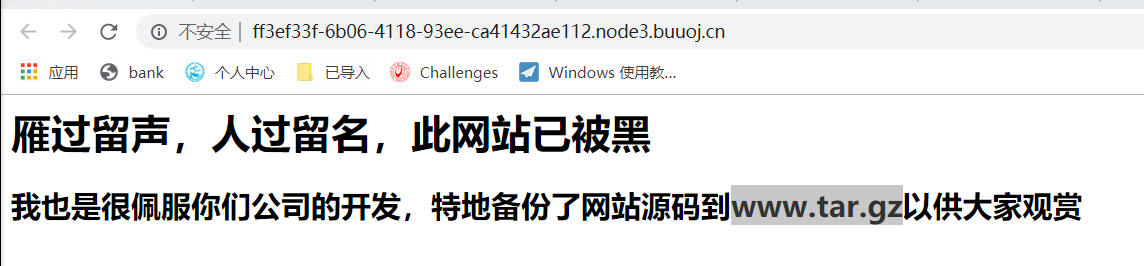 不安全 | ff3ef33f-6b06-4118-93ee-ca41432ae112.node3.buuoj.cn
应用 bank 个人中心 已导入 Challenges Windows 使用教...
雁过留声，人过留名，此网站已被黑
我也是很佩服你们公司的开发，特地备份了网站源码到www.tar.gz以供大家观赏